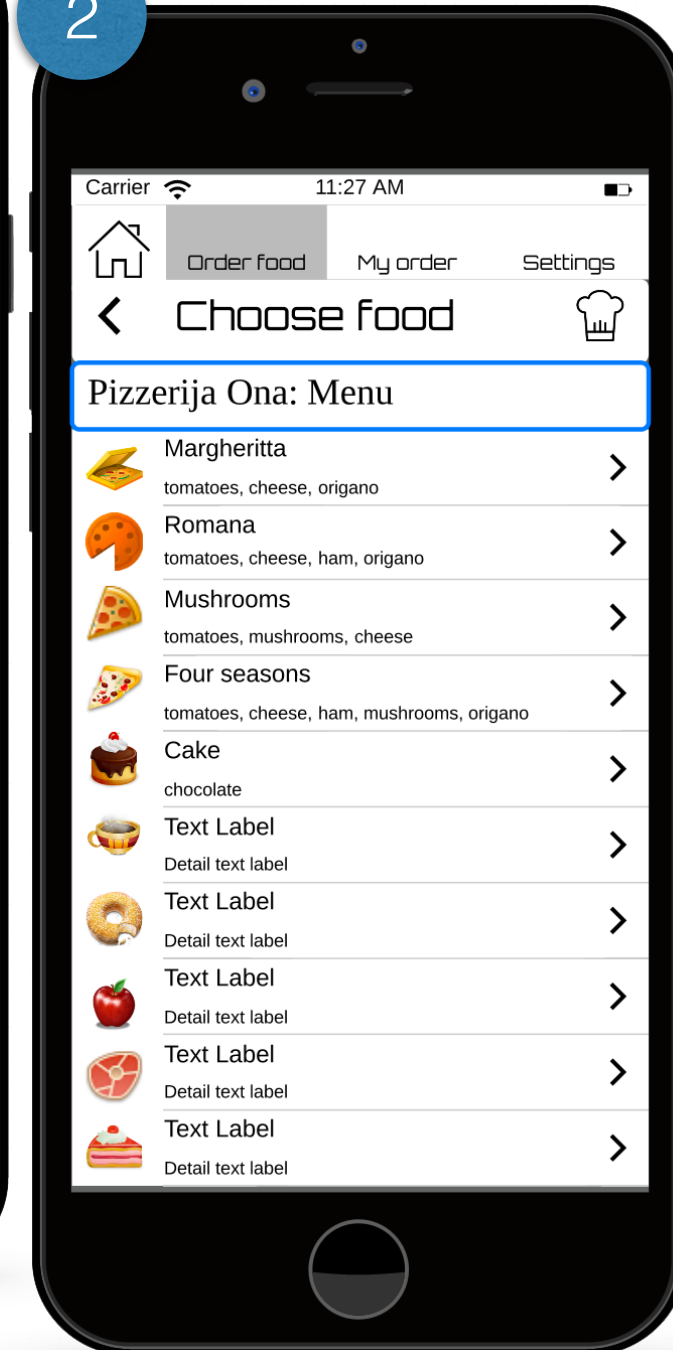 2
Carrier 11:27 AM
Order food My order Settings
Choose food
Pizzerija Ona: Menu
Margheritta
tomatoes, cheese, origano
Romana
tomatoes, cheese, ham, origano
Mushrooms
tomatoes, mushrooms, cheese
Four seasons
tomatoes, cheese, ham, mushrooms, origano
Cake
chocolate
Text Label
Detail text label
Text Label
Detail text label
Text Label
Detail text label
Text Label
Detail text label
Text Label
Detail text label